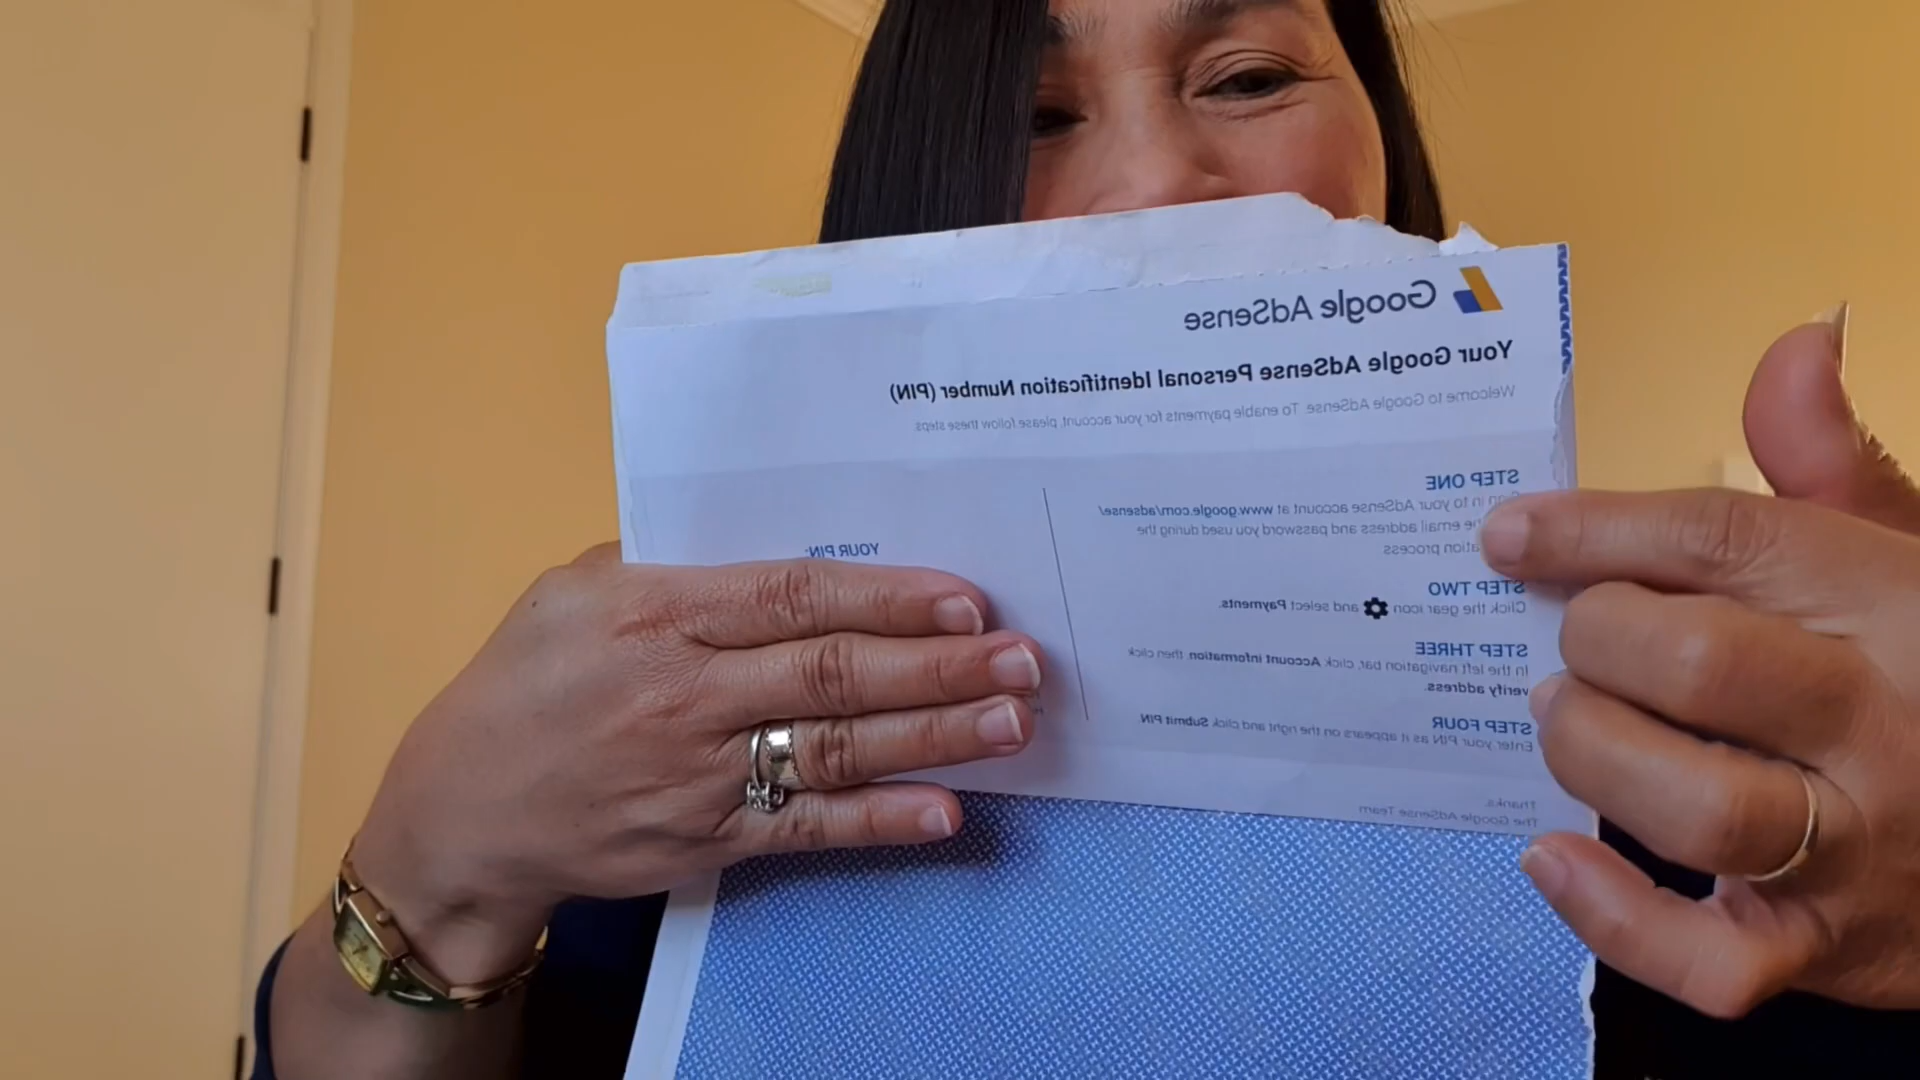 Google AdSense
Your Google AdSense Personal Identification Number (PIN)
Welcome to Google AdSense. To enable payments for your account, please follow these steps
STEP ONE
in to your AdSense account at www.google.com/adsense/
email address and password you used during the
process.
STEP TWO
Click the gear icon and select Payments.
STEP THREE
In the left navigation bar, click Account information, then click
verify address.
STEP FOUR
Enter your PIN as it appears on the right and click Submit PIN.
YOUR PIN:
Thanks,
The Google AdSense Team